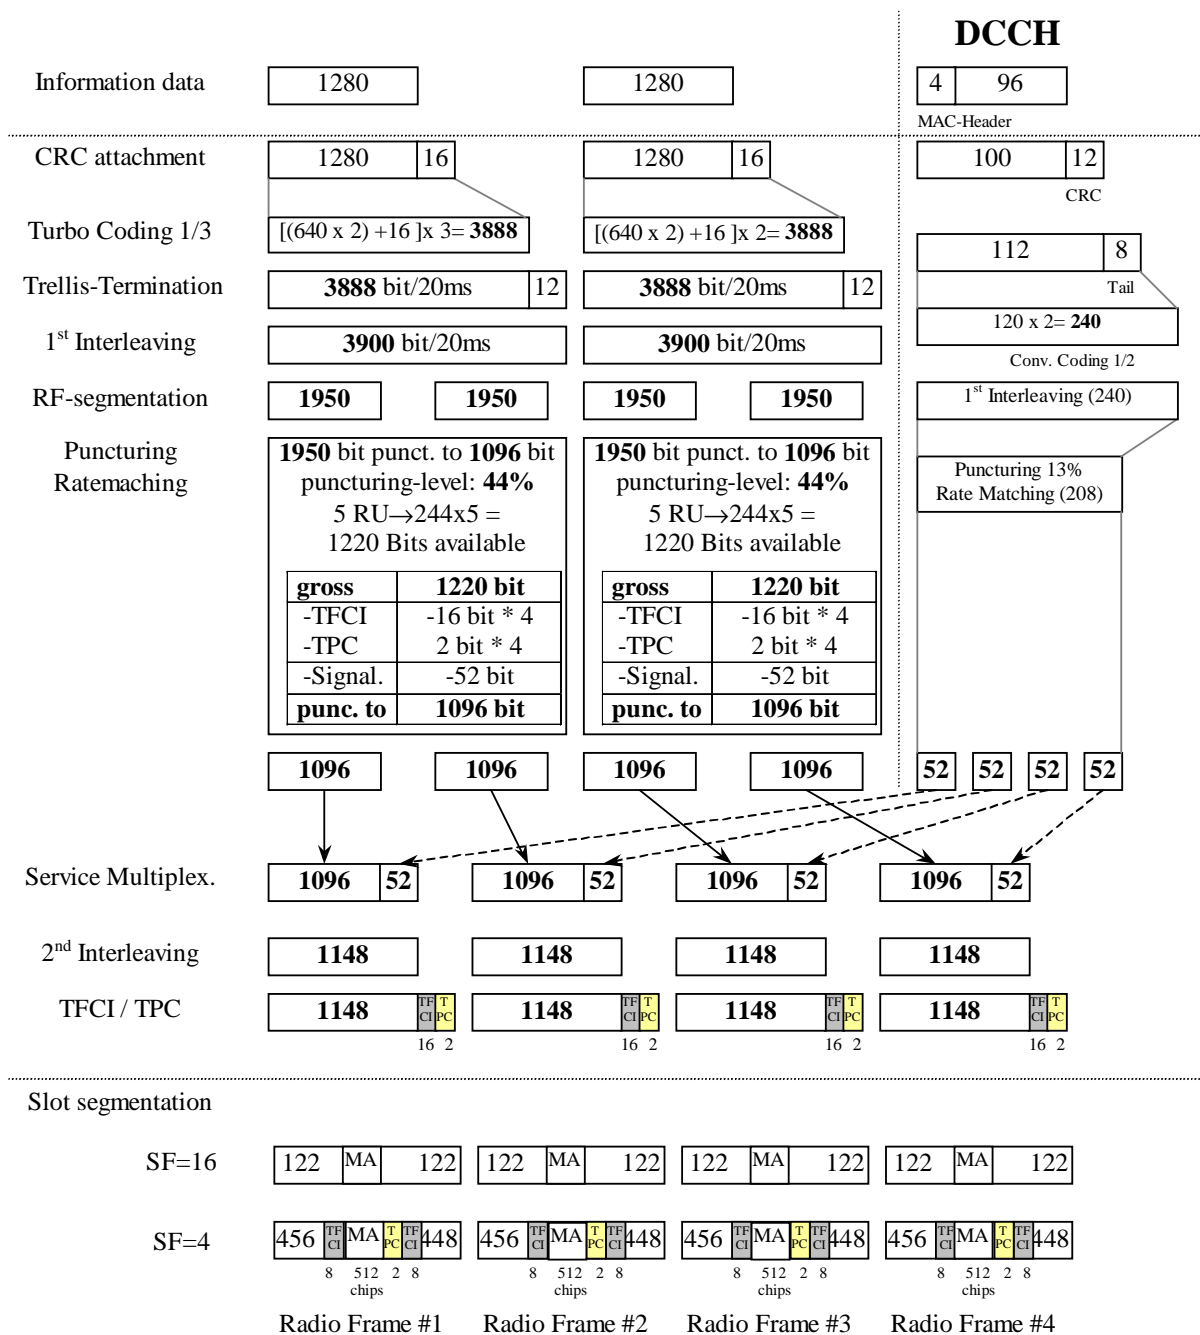 DCCH
Information data 1280 1280 4 96
MAC-Header
CRC attachment 1280 16 1280 16 100 12
CRC
Turbo Coding 1/3 [(640 x 2) +16 ]x 3= 3888 [(640 x 2) +16 ]x 2= 3888
112 8
Tail
Trellis-Termination 3888 bit/20ms 12 3888 bit/20ms 12
120 x 2= 240
Conv. Coding 1/2
1st Interleaving 3900 bit/20ms 3900 bit/20ms
RF-segmentation 1950 1950 1950 1950 1st Interleaving (240)
Puncturing
Ratemaching
1950 bit punct. to 1096 bit
puncturing-level: 44%
5 RU→244x5 =
1220 Bits available
gross 1220 bit
-TFCI -16 bit * 4
-TPC 2 bit * 4
-Signal. -52 bit
punc. to 1096 bit
1950 bit punct. to 1096 bit
puncturing-level: 44%
5 RU→244x5 =
1220 Bits available
gross 1220 bit
-TFCI -16 bit * 4
-TPC 2 bit * 4
-Signal. -52 bit
punc. to 1096 bit
Puncturing 13%
Rate Matching (208)
1096 1096 1096 1096 52 52 52 52
Service Multiplex. 1096 52 1096 52 1096 52 1096 52
2nd Interleaving 1148 1148 1148 1148
TFCI / TPC 1148 TF CI T PC 1148 TF CI T PC 1148 TF CI T PC 1148 TF CI T PC
16 2 16 2 16 2 16 2
Slot segmentation
SF=16 122 MA 122 122 MA 122 122 MA 122 122 MA 122
SF=4 456 TF CI MA T PC TF CI 448 456 TF CI MA T PC TF CI 448 456 TF CI MA T PC TF CI 448 456 TF CI MA T PC TF CI 448
8 512 2 8 8 512 2 8 8 512 2 8 8 512 2 8
chips chips chips chips
Radio Frame #1 Radio Frame #2 Radio Frame #3 Radio Frame #4